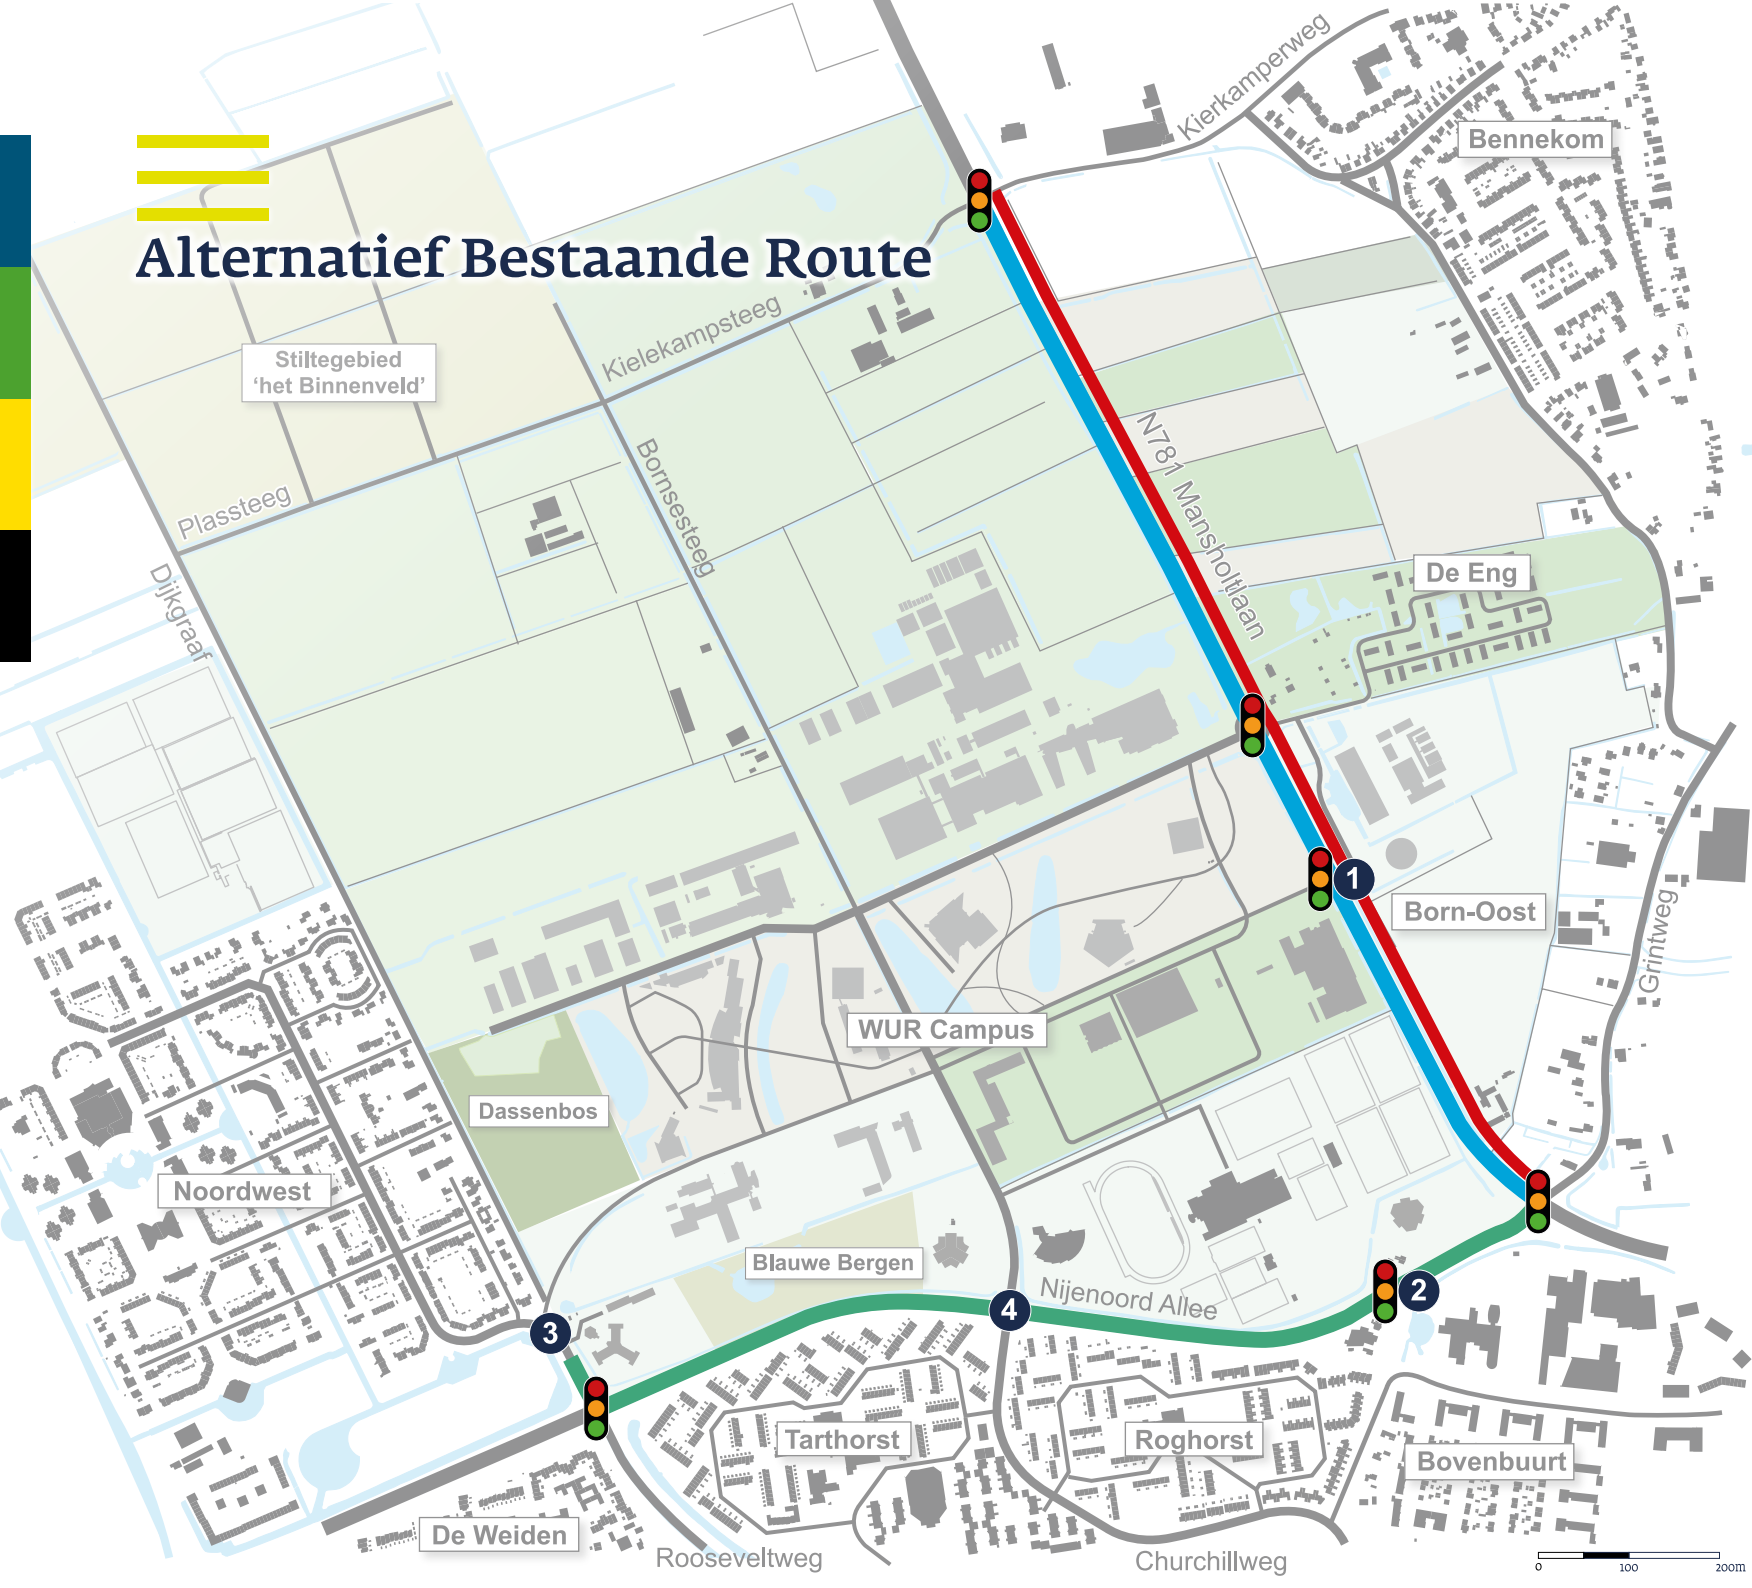 Kierkamperweg
Bennekom
Alternatief Bestaande Route
Stiltegebied
‘het Binnenveld’
Kielekampsteeg
N781 Mansholtlaan
Bornsesteeg
Plassteeg
Dijkgraaf
De Eng
1
Born-Oost
Grintweg
WUR Campus
Dassenbos
Noordwest
Blauwe Bergen
Nijenoord Allee
2
3
4
Tarthorst
Roghorst
Bovenbuurt
De Weiden
Rooseveltweg
Churchillweg
0 100 200m